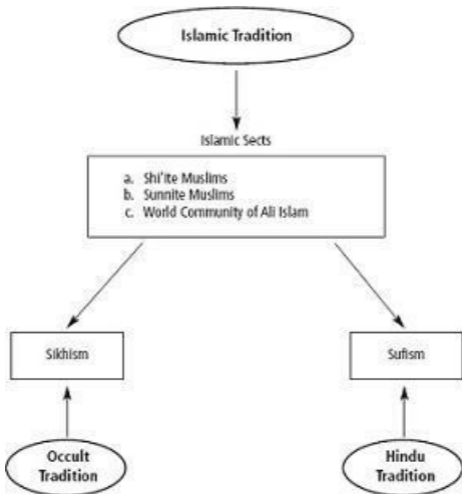 Islamic Tradition
Islamic Sects
a. Shi'ite Muslims
b. Sunnite Muslims
c. World Community of Ali Islam
Sikhism
Sufism
Occult
Tradition
Hindu
Tradition